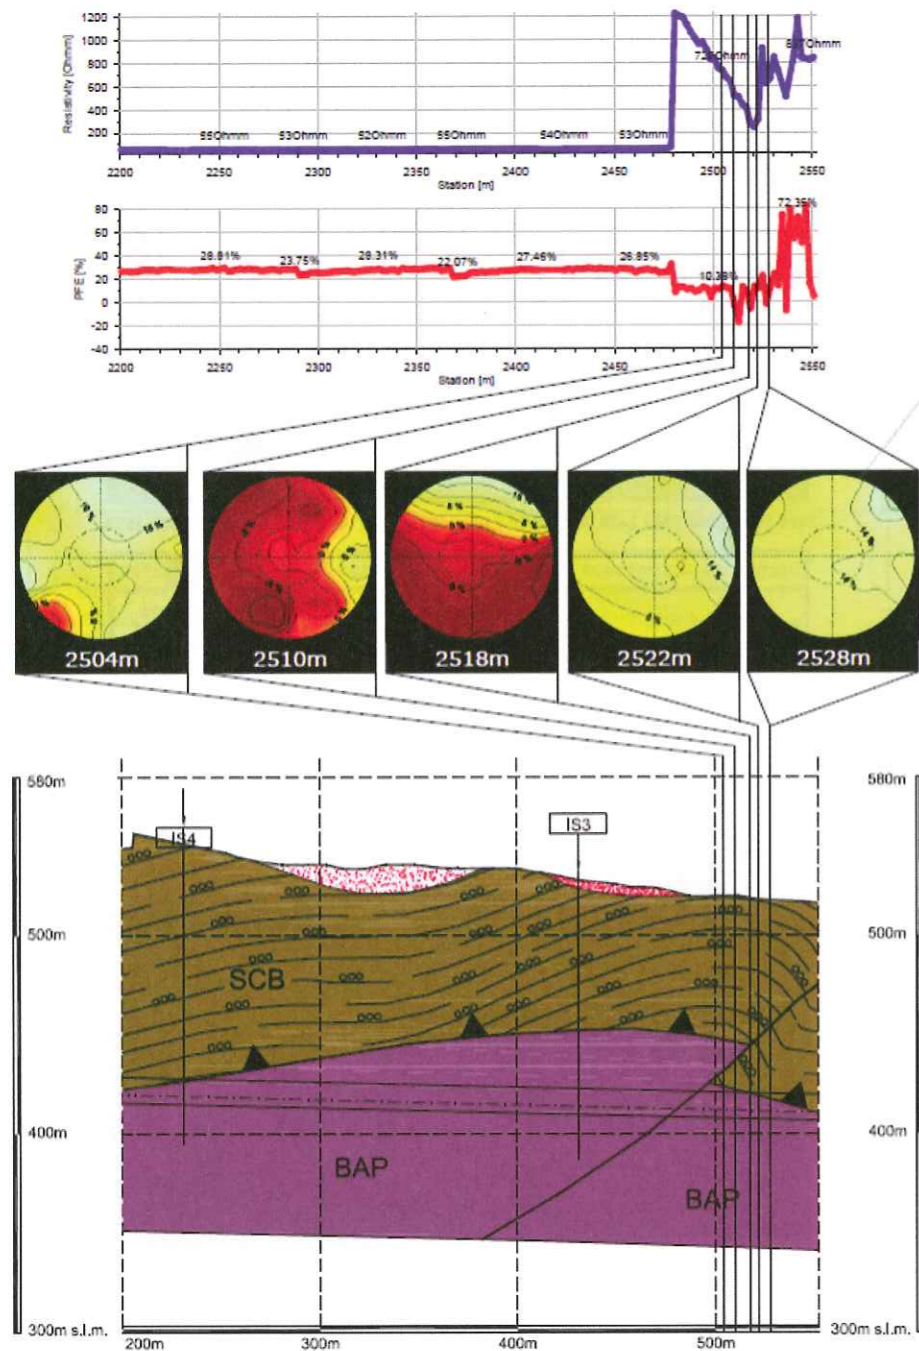 1200
1000
800
600
400
200
Resistivity [Ohmm]
55Ohmm 53Ohmm 52Ohmm 55Ohmm 54Ohmm 53Ohmm
2200 2250 2300 2350 2400 2450 2500 2550
Station [m]
80
60
40
20
0
-20
-40
PFE [%]
28.81% 23.75% 28.31% 22.07% 27.46% 26.85% 72.35%
2200 2250 2300 2350 2400 2450 2500 2550
Station [m]
2504m 2510m 2518m 2522m 2528m
580m 580m
IS4 IS3
500m 500m
SCB
400m 400m
BAP BAP
300m s.l.m. 300m s.l.m.
200m 300m 400m 500m